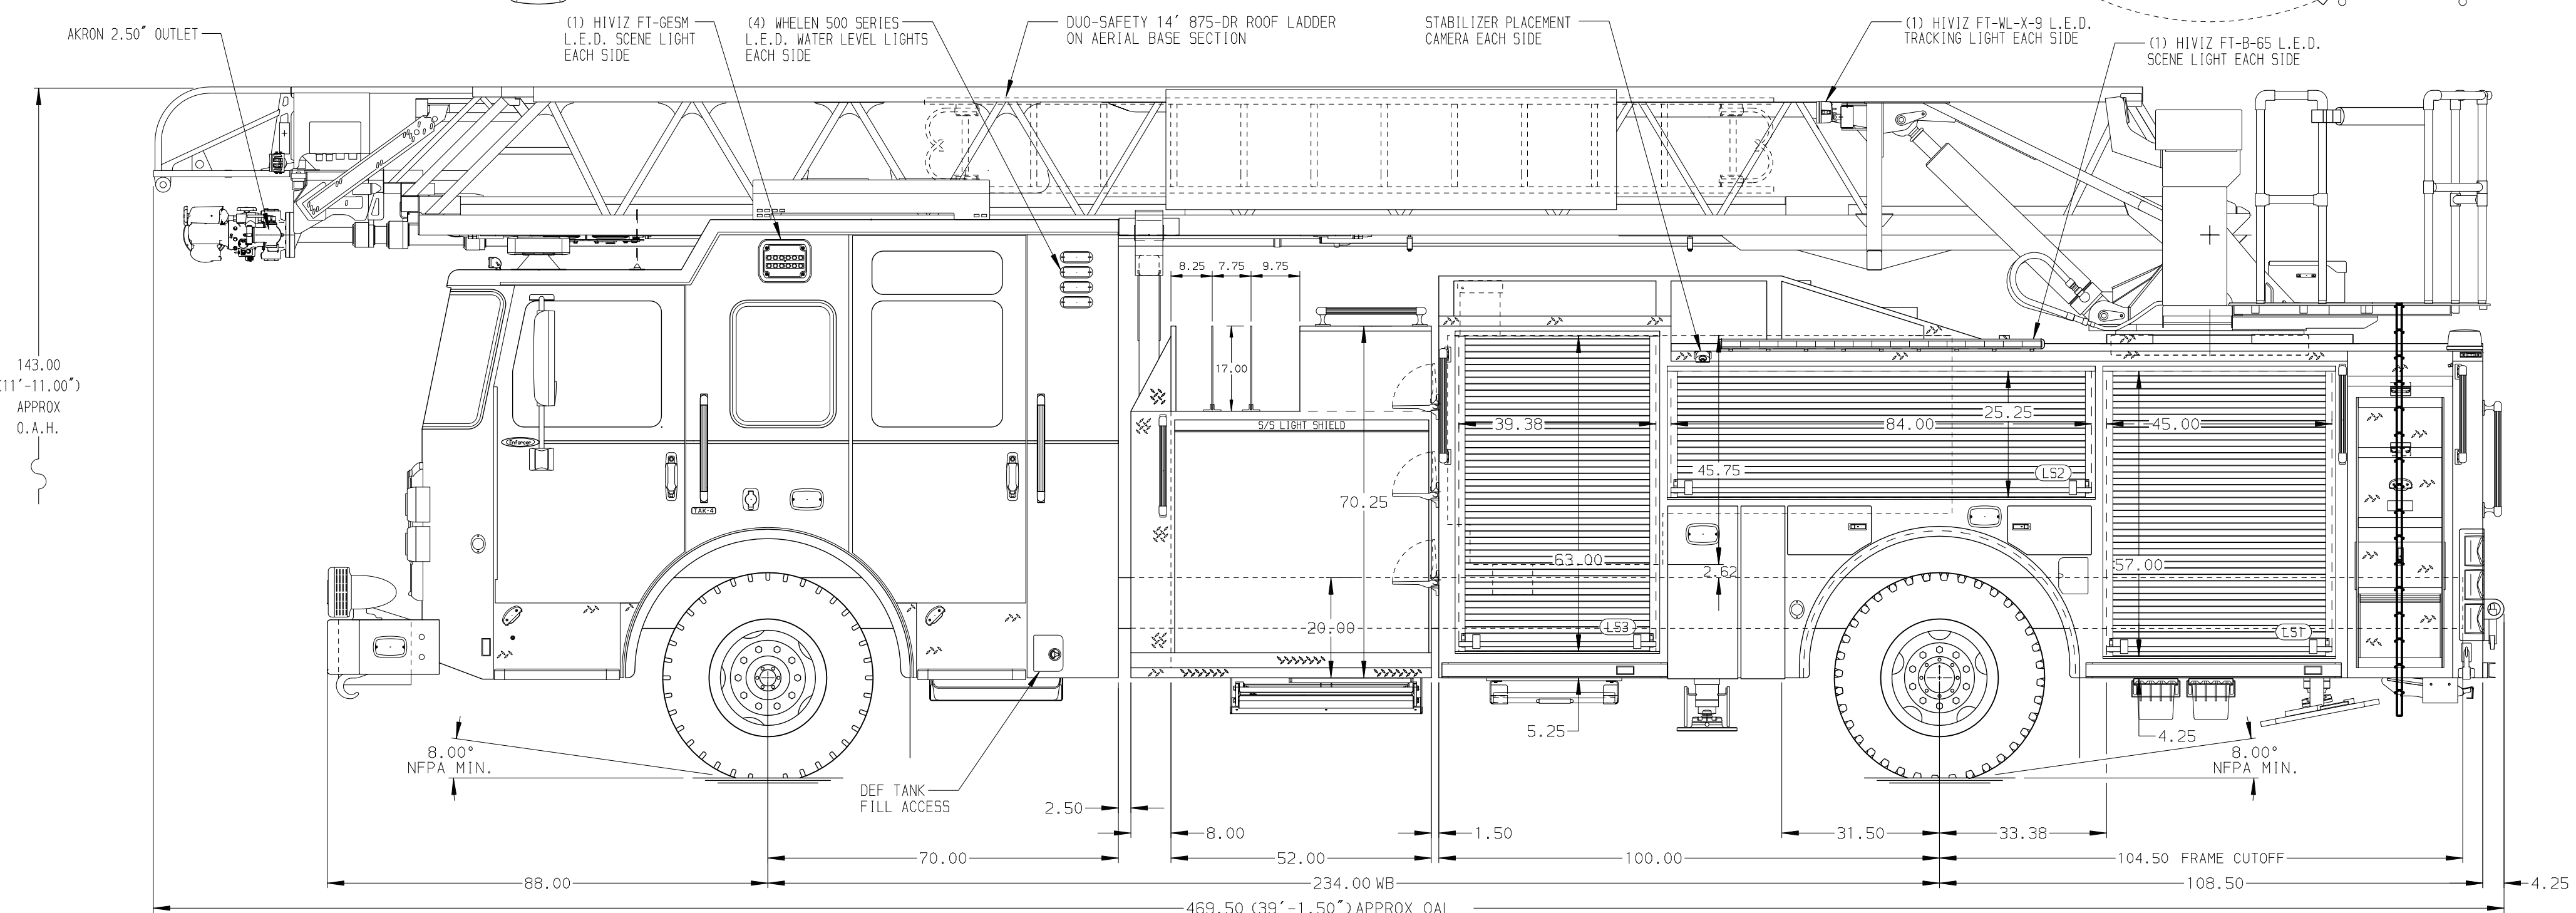 AKRON 2.50" OUTLET
(1) HIVIZ FT-GESM
L.E.D. SCENE LIGHT
EACH SIDE
(4) WHELEN 500 SERIES
L.E.D. WATER LEVEL LIGHTS
EACH SIDE
DUO-SAFETY 14' 875-DR ROOF LADDER
ON AERIAL BASE SECTION
STABILIZER PLACEMENT
CAMERA EACH SIDE
(1) HIVIZ FT-WL-X-9 L.E.D.
TRACKING LIGHT EACH SIDE
(1) HIVIZ FT-B-65 L.E.D.
SCENE LIGHT EACH SIDE
143.00
(11'-11.00")
APPROX
O.A.H.
8.25
7.75
9.75
17.00
Enforcer
S/S LIGHT SHIELD
39.38
84.00
25.25
45.00
45.75
LS2
70.25
TAK-4
63.00
2.62
57.00
20.00
LS3
LS1
5.25
4.25
8.00°
NFPA MIN.
8.00°
NFPA MIN.
DEF TANK
FILL ACCESS
2.50
8.00
1.50
31.50
33.38
70.00
52.00
100.00
104.50 FRAME CUTOFF
88.00
234.00 WB
108.50
4.25
469.50 (39'-1.50") APPROX OAL